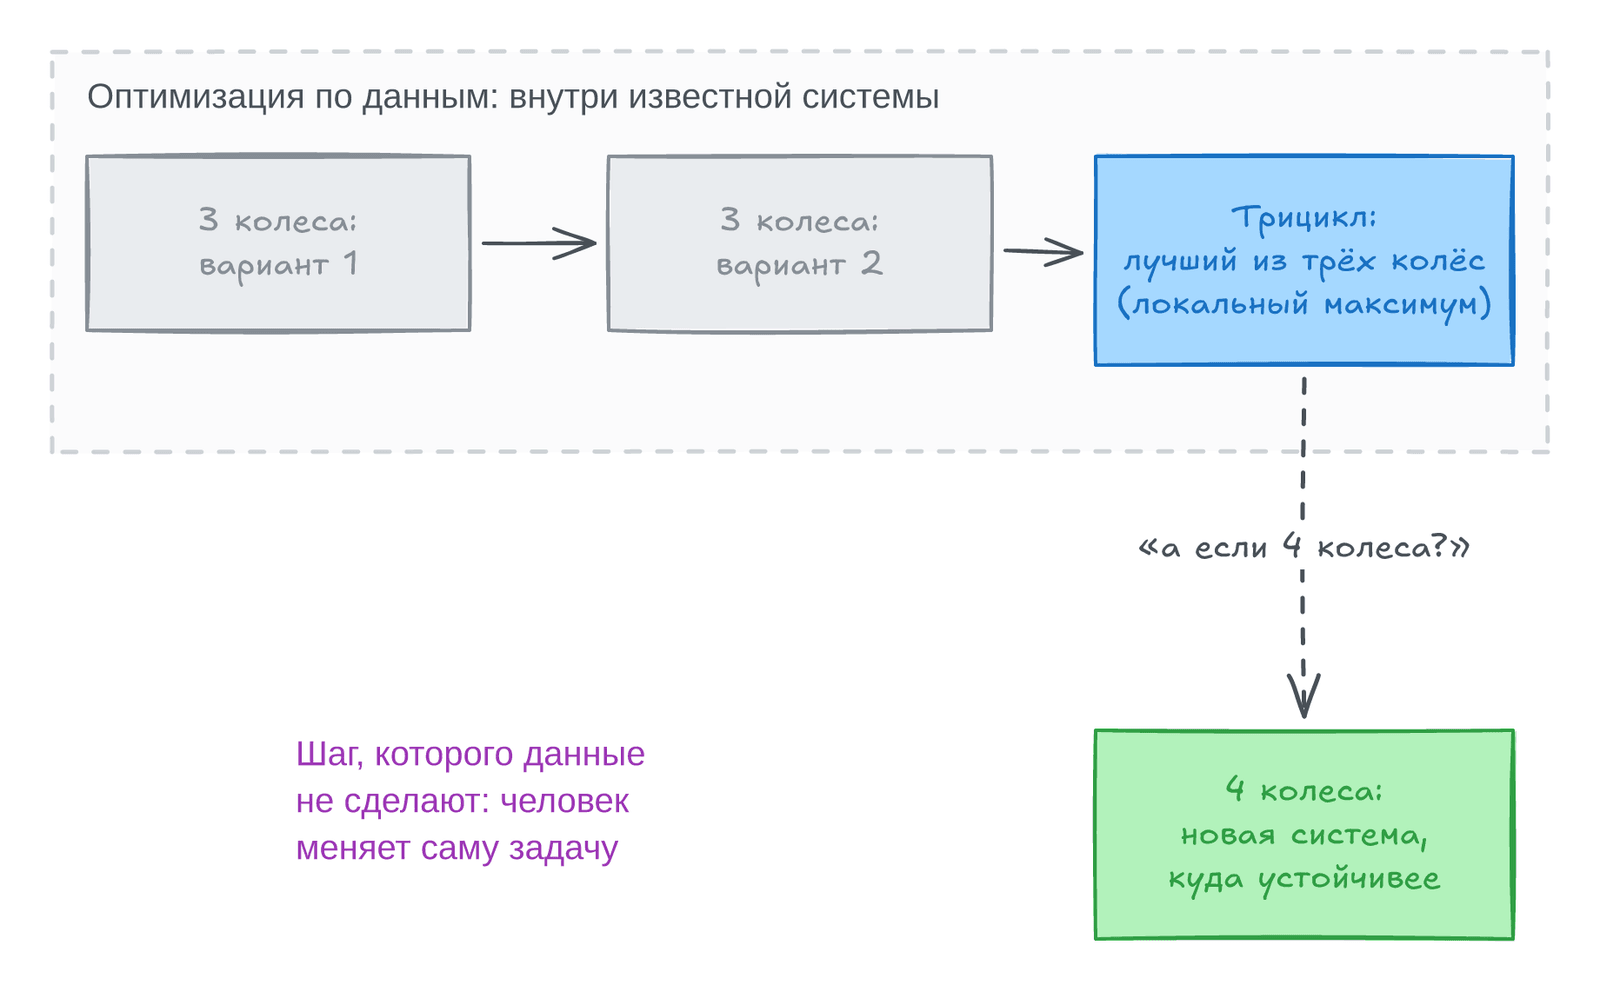 Оптимизация по данным: внутри известной системы
3 колеса:
вариант 1
3 колеса:
вариант 2
Трицикл:
лучший из трёх колёс
(локальный максимум)
«а если 4 колеса?»
Шаг, которого данные
не сделают: человек
меняет саму задачу
4 колеса:
новая система,
куда устойчивее